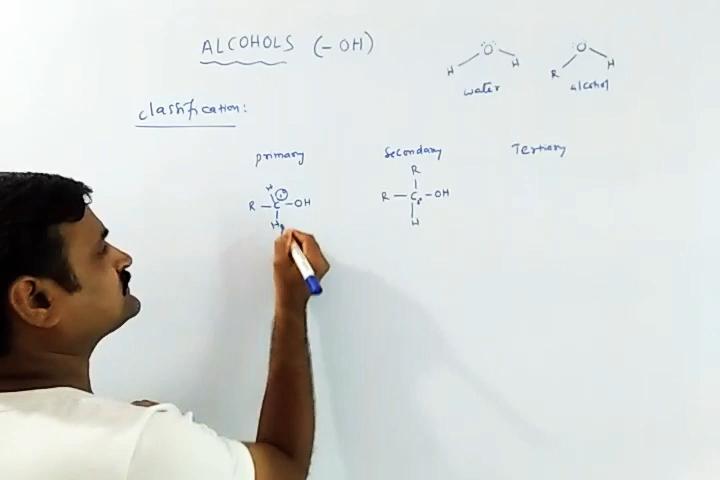 ALCOHOLS (-OH)
H O H
water
R O H
alcohol
Classification:
Primary
Secondary
Tertiary
H
R - C - OH
H
R
R - C - OH
H